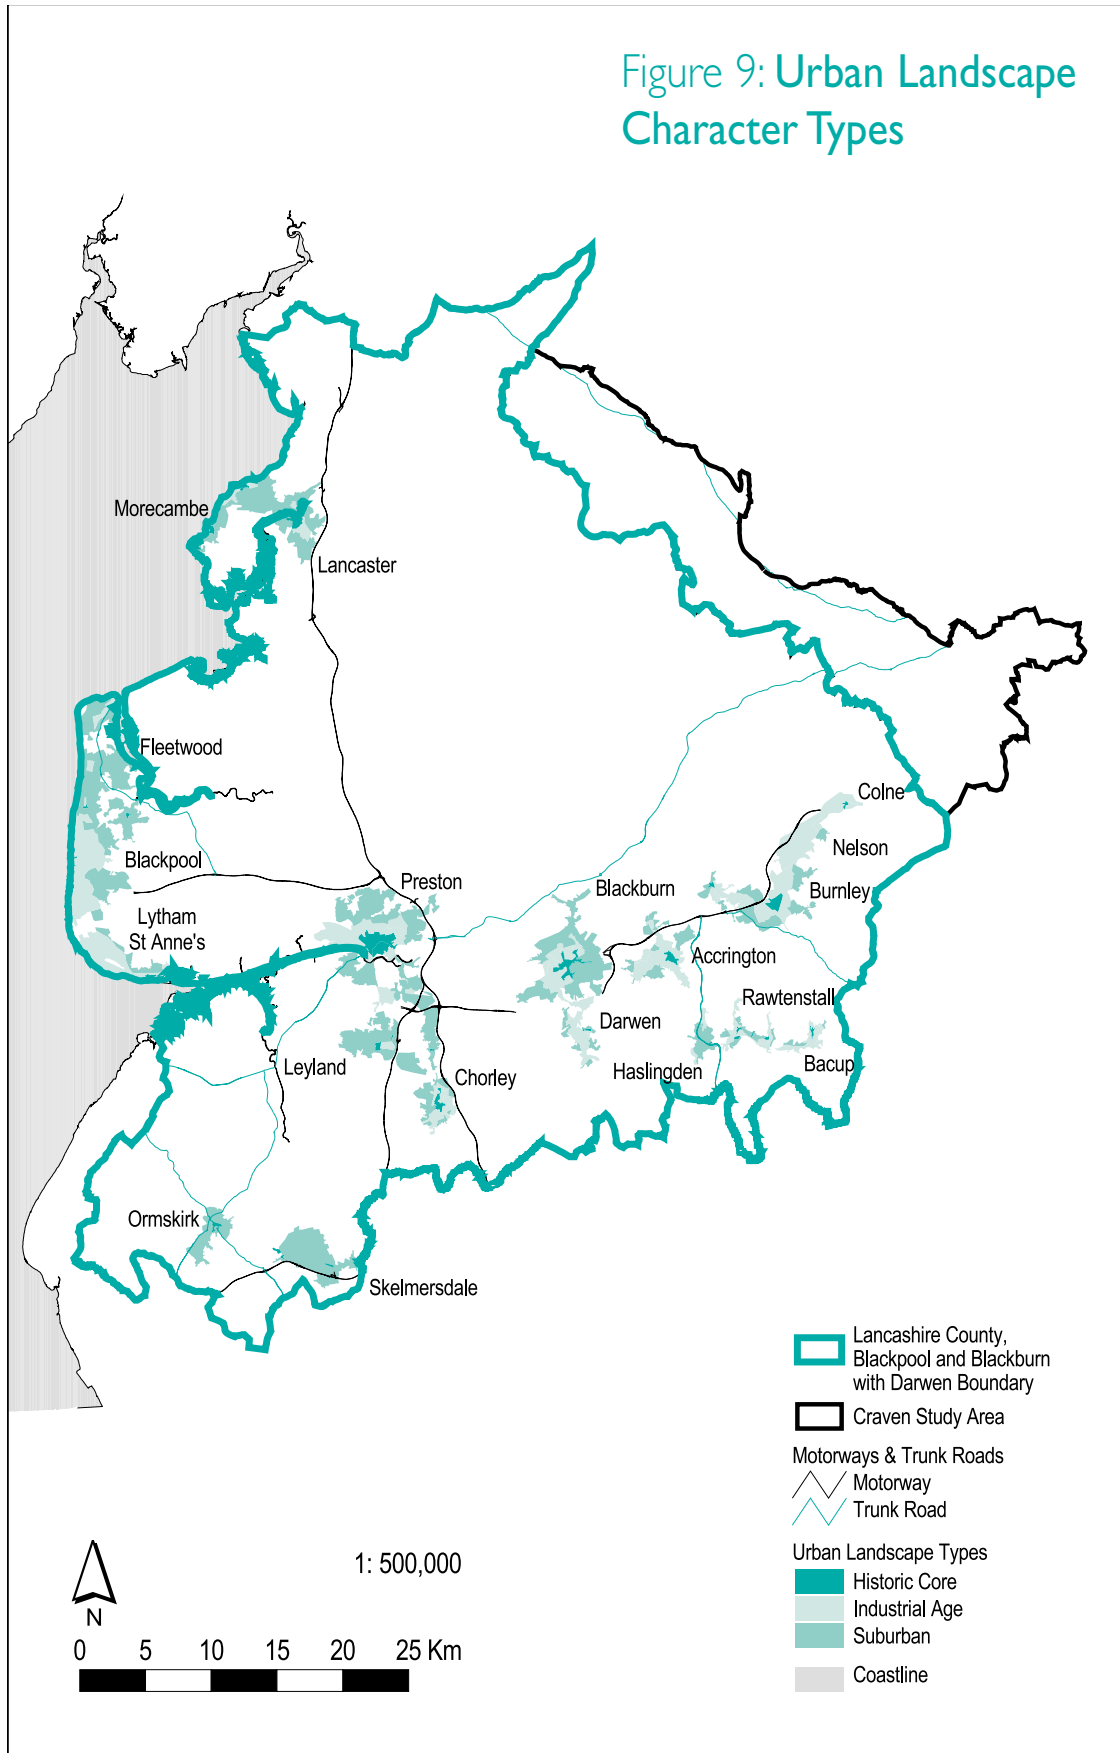 Figure 9: Urban Landscape
Character Types
Morecambe
Lancaster
Fleetwood
Colne
Nelson
Blackpool
Preston
Blackburn
Burnley
Lytham
St Anne's
Accrington
Rawtenstall
Darwen
Leyland
Haslingden
Bacup
Chorley
Ormskirk
Skelmersdale
Lancashire County,
Blackpool and Blackburn
with Darwen Boundary
Craven Study Area
Motorways & Trunk Roads
Motorway
Trunk Road
Urban Landscape Types
Historic Core
Industrial Age
Suburban
Coastline
1: 500,000
N
0 5 10 15 20 25 Km